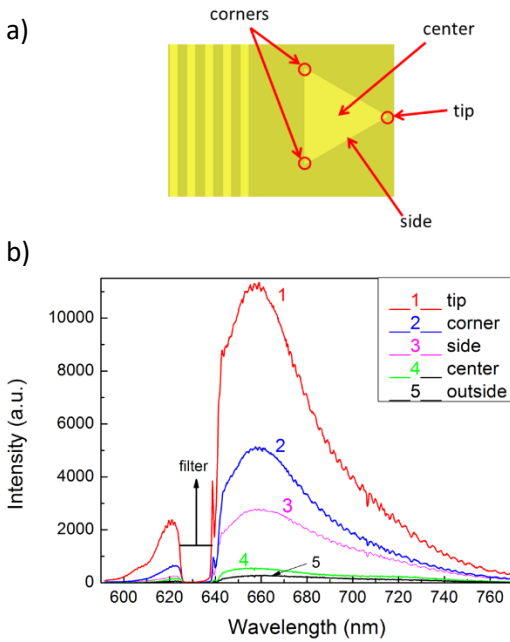 a)
corners
center
tip
side
b)
10000
8000
6000
4000
2000
0
Intensity (a.u.)
600 620 640 660 680 700 720 740 760
Wavelength (nm)
filter
1
2
3
4
5
1 tip
2 corner
3 side
4 center
5 outside